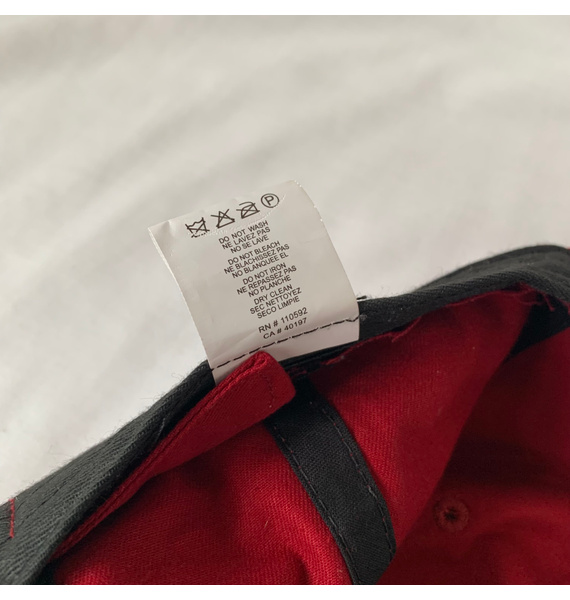 P
DO NOT WASH
NE LAVEZ PAS
NO SE LAVE
DO NOT BLEACH
NE BLACHISSEZ PAS
NO BLANQUEE EL
DO NOT IRON
NE REPASSEZ PAS
NO PLANCHE
DRY CLEAN
SEC NETTOYEZ
SECO LIMPIE
RN # 110592
CA # 40197